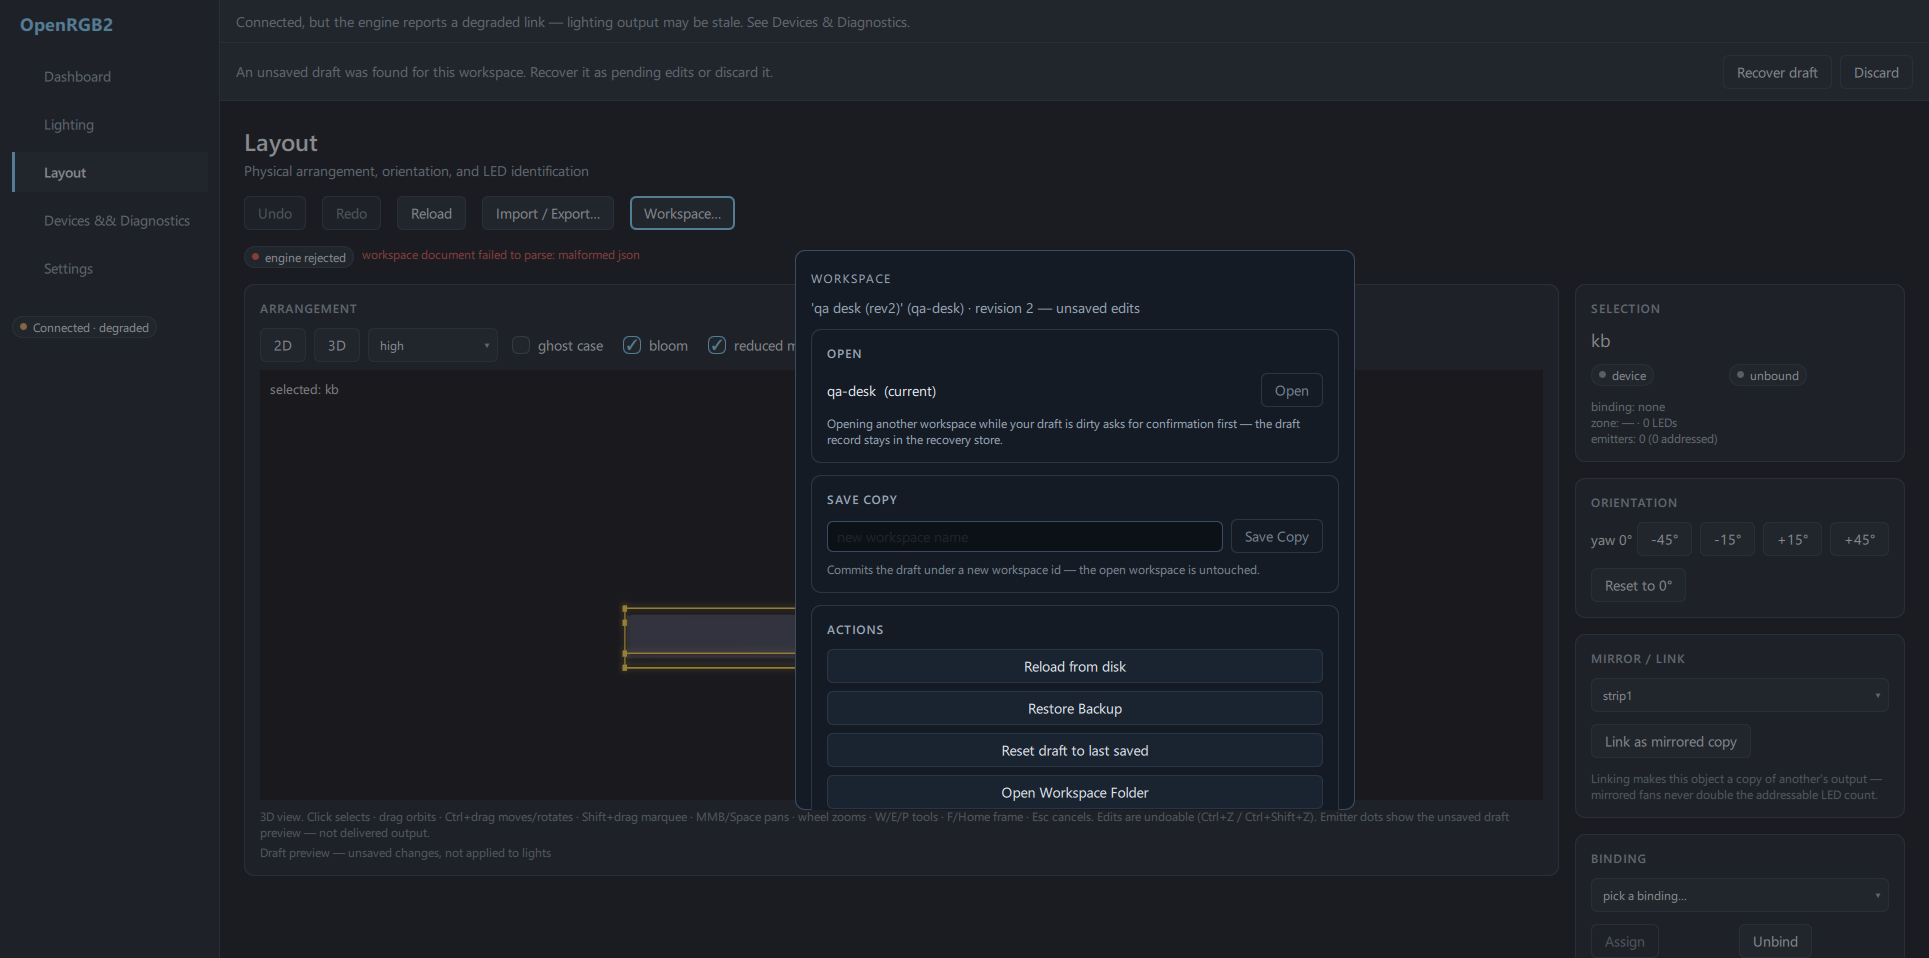 OpenRGB2
Dashboard
Lighting
Layout
Devices && Diagnostics
Settings
Connected · degraded
Connected, but the engine reports a degraded link — lighting output may be stale. See Devices & Diagnostics.
An unsaved draft was found for this workspace. Recover it as pending edits or discard it.
Recover draft
Discard
Layout
Physical arrangement, orientation, and LED identification
Undo
Redo
Reload
Import / Export...
Workspace...
engine rejected
workspace document failed to parse: malformed json
ARRANGEMENT
2D
3D
high
ghost case
bloom
reduced m
selected: kb
3D view. Click selects · drag orbits · Ctrl+drag moves/rotates · Shift+drag marquee · MMB/Space pans · wheel zooms · W/E/P tools · F/Home frame · Esc cancels. Edits are undoable (Ctrl+Z / Ctrl+Shift+Z). Emitter dots show the unsaved draft
preview — not delivered output.
Draft preview — unsaved changes, not applied to lights
WORKSPACE
'qa desk (rev2)' (qa-desk) · revision 2 — unsaved edits
OPEN
qa-desk (current)
Open
Opening another workspace while your draft is dirty asks for confirmation first — the draft
record stays in the recovery store.
SAVE COPY
new workspace name
Save Copy
Commits the draft under a new workspace id — the open workspace is untouched.
ACTIONS
Reload from disk
Restore Backup
Reset draft to last saved
Open Workspace Folder
SELECTION
kb
device
unbound
binding: none
zone: — · 0 LEDs
emitters: 0 (0 addressed)
ORIENTATION
yaw 0°
-45°
-15°
+15°
+45°
Reset to 0°
MIRROR / LINK
strip1
Link as mirrored copy
Linking makes this object a copy of another's output —
mirrored fans never double the addressable LED count.
BINDING
pick a binding...
Assign
Unbind